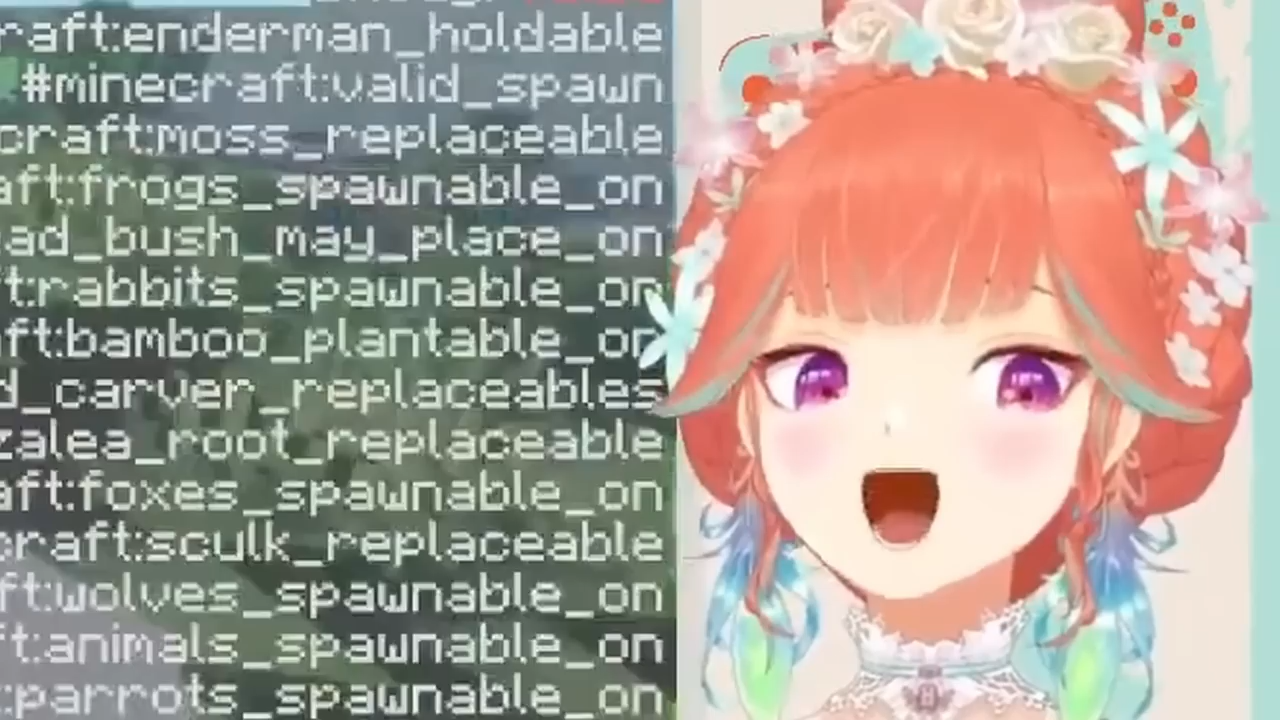 raft:enderman_holdable
#minecraft:valid_spawn
craft:moss_replaceable
aft:frogs_spawnable_on
ead_bush_may_place_on
ft:rabbits_spawnable_on
aft:bamboo_plantable_on
d_carver_replaceables
zalea_root_replaceable
aft:foxes_spawnable_on
craft:sculk_replaceable
ft:wolves_spawnable_on
ft:animals_spawnable_on
:parrots_spawnable_on